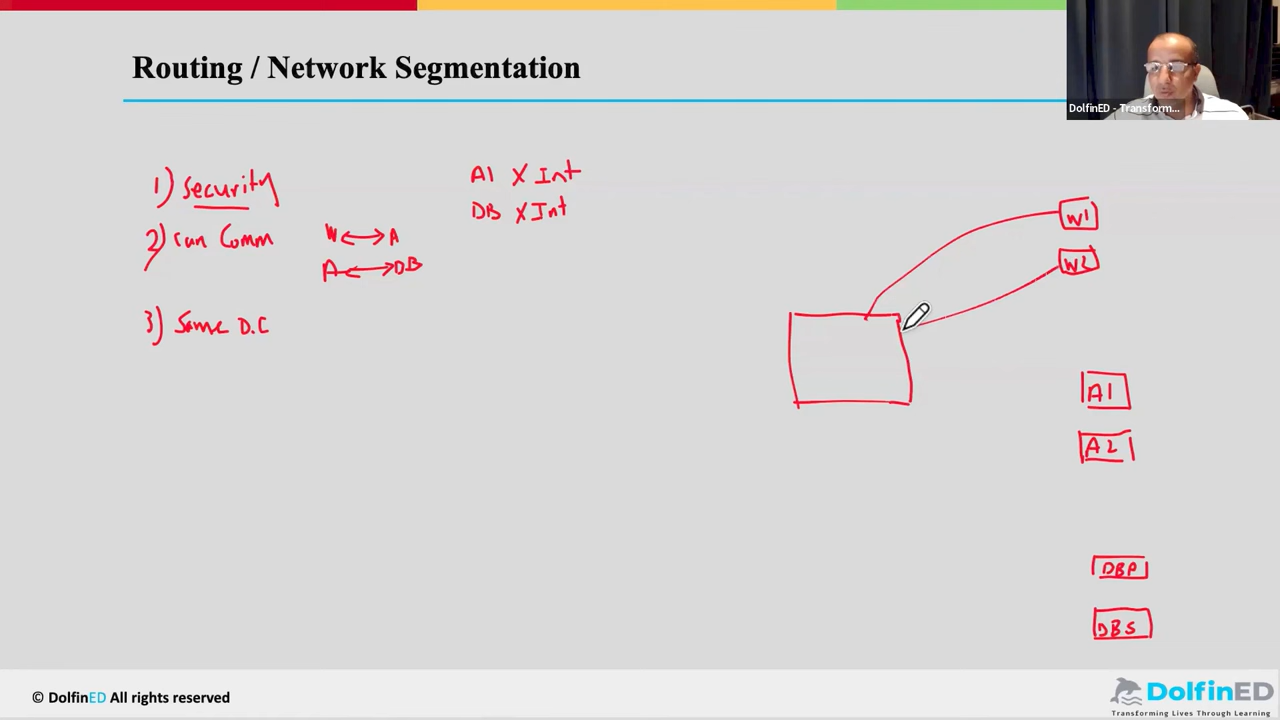 Routing / Network Segmentation
DolfinED - Transform...
1) Security
A1 X Int
DB X Int
2) can Comm
W ↔ A
A ↔ DB
3) Same D.C
W1
W2
A1
A2
DBP
DBS
© DolfinED All rights reserved
DolfinED
Transforming Lives Through Learning